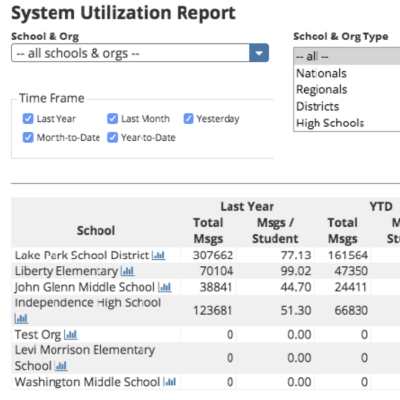 System Utilization Report
School & Org
-- all schools & orgs --
School & Org Type
-- all --
Nationals
Regionals
Districts
High Schools
Time Frame
Last Year Last Month Yesterday
Month-to-Date Year-to-Date
Last Year YTD
School Total Msgs / Total M
Msgs Student Msgs St
Lake Park School District 307662 77.13 161564
Liberty Elementary 70104 99.02 47350
John Glenn Middle School 38841 44.70 24411
Independence High School
123681 51.30 66830
Test Org 0 0.00 0
Levi Morrison Elementary
School 0 0.00 0
Washington Middle School 0 0.00 0